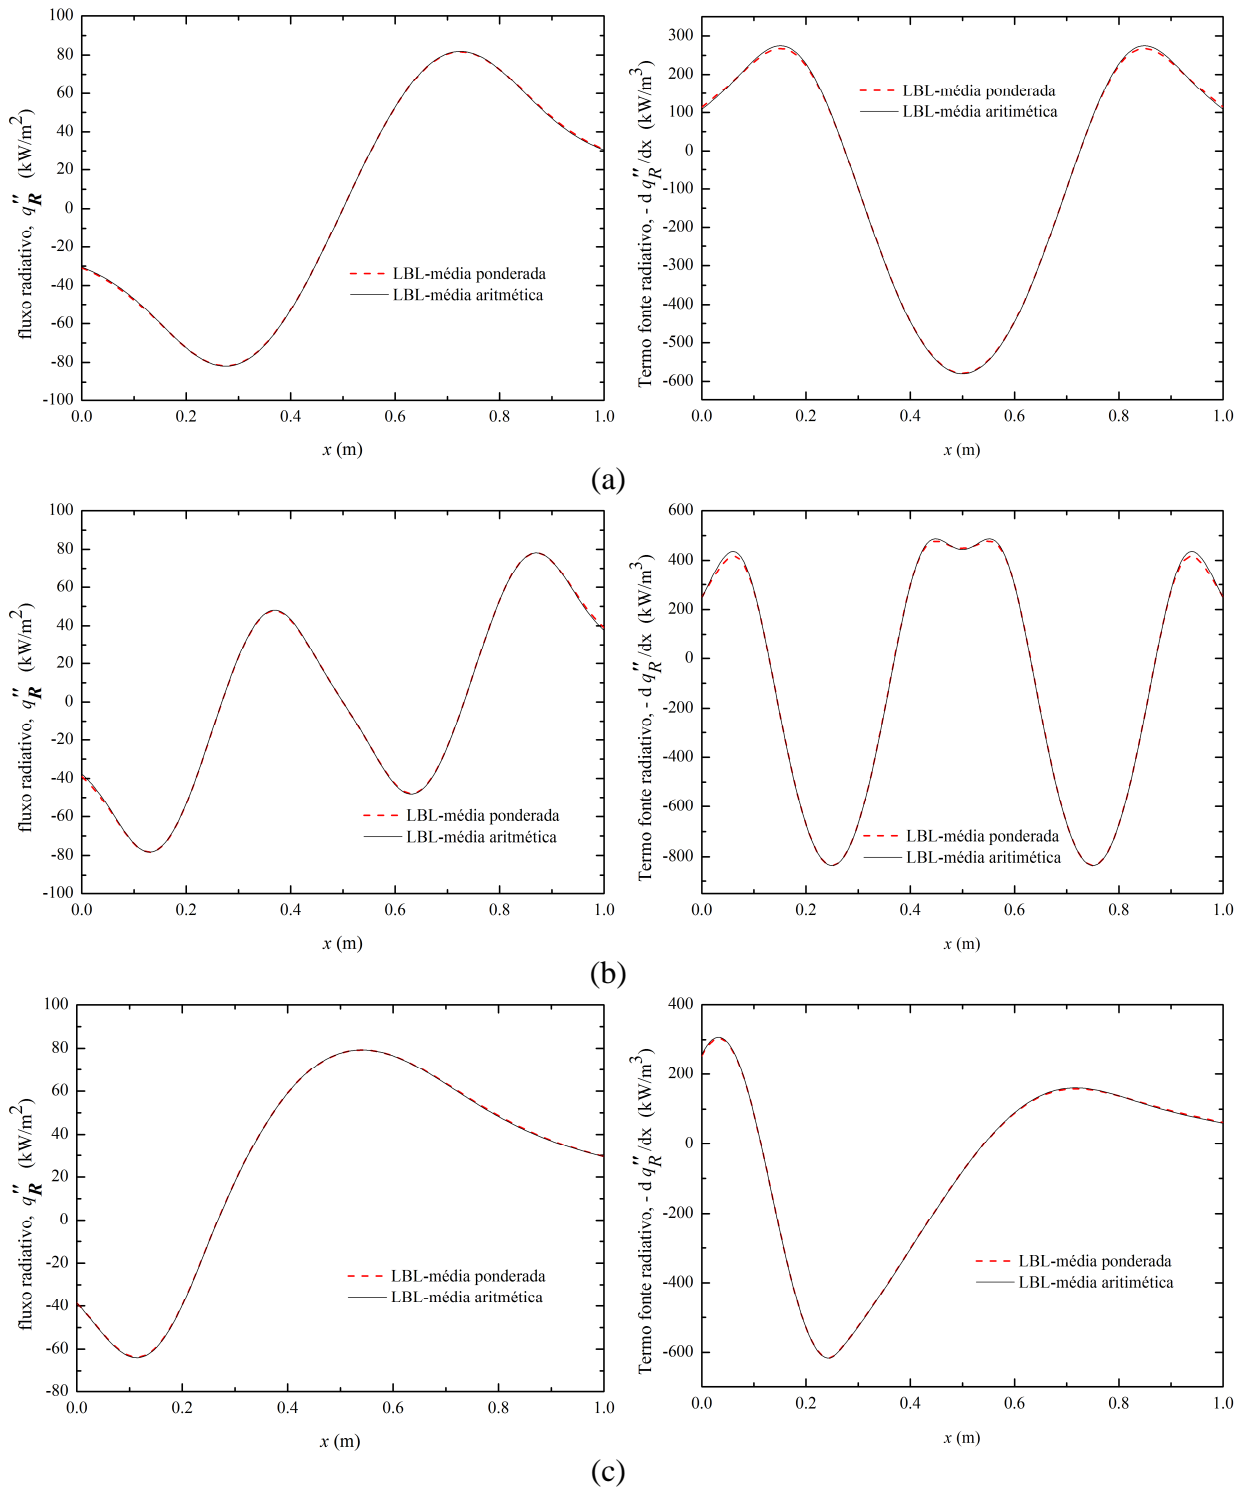 fluxo radiativo, q''R (kW/m2)
100
80
60
40
20
0
-20
-40
-60
-80
-100
LBL-média ponderada
LBL-média aritmética
0.0 0.2 0.4 0.6 0.8 1.0
x (m)
Termo fonte radiativo, - d q''R/dx (kW/m3)
300
200
100
0
-100
-200
-300
-400
-500
-600
LBL-média ponderada
LBL-média aritimética
0.0 0.2 0.4 0.6 0.8 1.0
x (m)
(a)
fluxo radiativo, q''R (kW/m2)
100
80
60
40
20
0
-20
-40
-60
-80
-100
LBL-média ponderada
LBL-média aritmética
0.0 0.2 0.4 0.6 0.8 1.0
x (m)
Termo fonte radiativo, - d q''R/dx (kW/m3)
600
400
200
0
-200
-400
-600
-800
LBL-média ponderada
LBL-média aritimética
0.0 0.2 0.4 0.6 0.8 1.0
x (m)
(b)
fluxo radiativo, q''R (kW/m2)
100
80
60
40
20
0
-20
-40
-60
-80
LBL-média ponderada
LBL-média aritmética
0.0 0.2 0.4 0.6 0.8 1.0
x (m)
Termo fonte radiativo, - d q''R/dx (kW/m3)
400
200
0
-200
-400
-600
LBL-média ponderada
LBL-média aritimética
0.0 0.2 0.4 0.6 0.8 1.0
x (m)
(c)